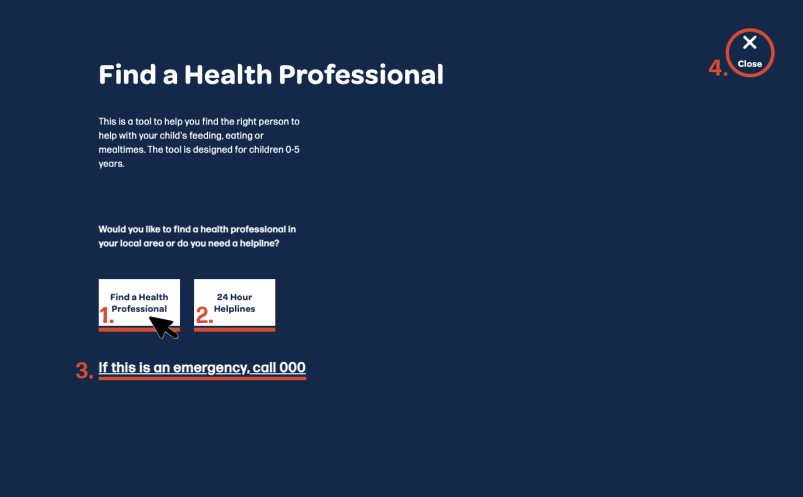 4.
Close
Find a Health Professional
This is a tool to help you find the right person to
help with your child's feeding, eating or
mealtimes. The tool is designed for children 0-5
years.
Would you like to find a health professional in
your local area or do you need a helpline?
Find a Health
1. Professional
24 Hour
2. Helplines
3. If this is an emergency, call 000